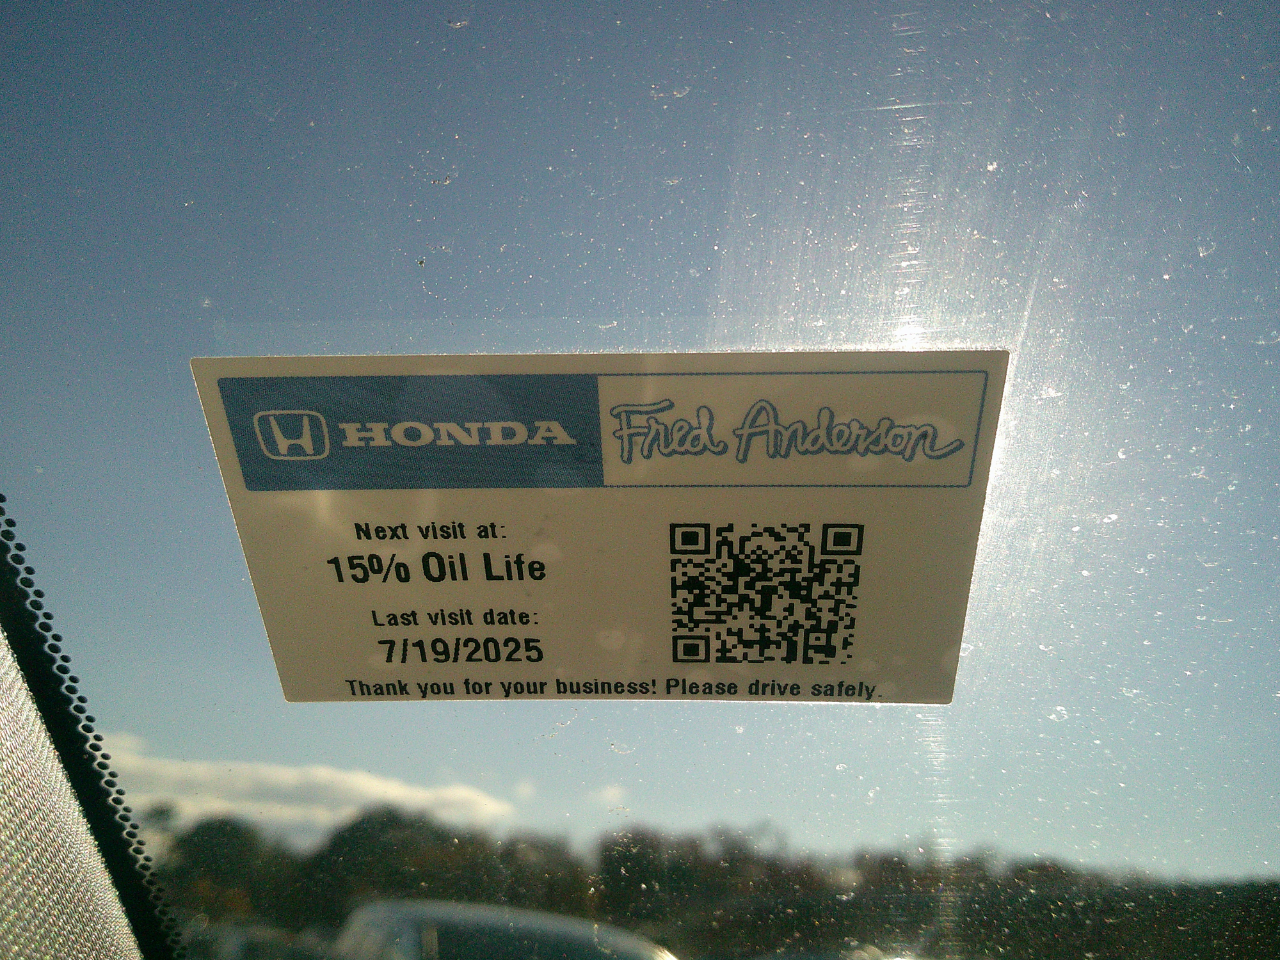 HONDA Fred Anderson
Next visit at:
15% Oil Life
Last visit date:
7/19/2025
Thank you for your business! Please drive safely.